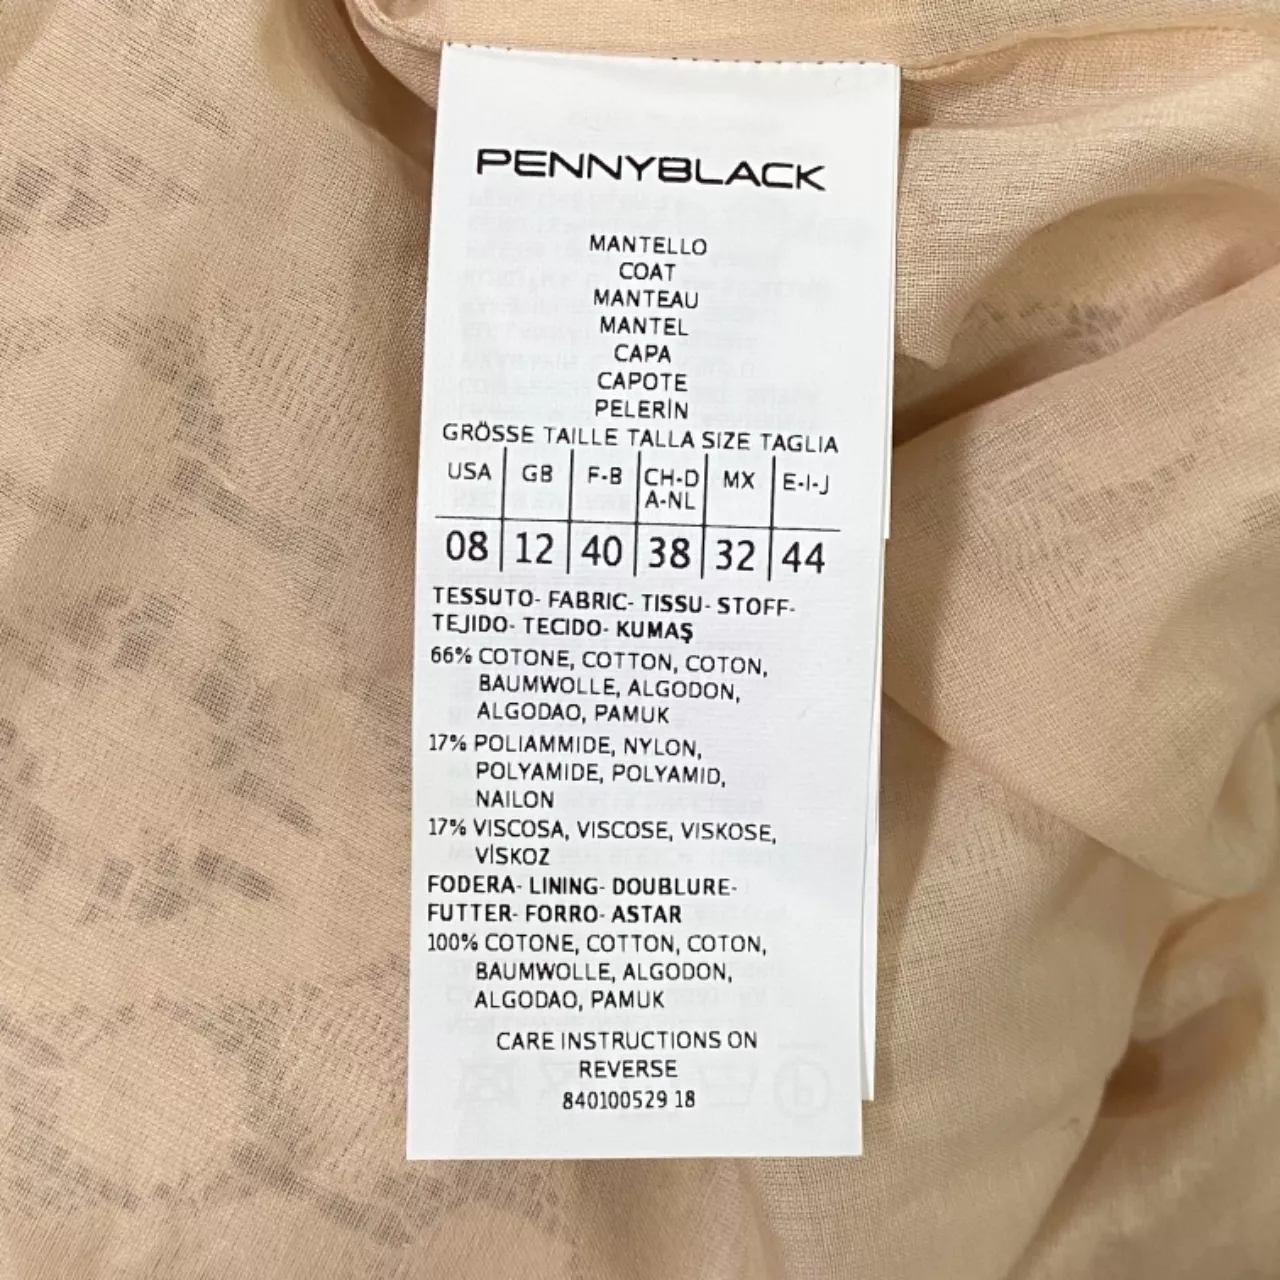 PENNYBLACK
MANTELLO
COAT
MANTEAU
MANTEL
CAPA
CAPOTE
PELERİN
GRÖSSE TAILLE TALLA SIZE TAGLIA
USA GB F-B CH-D A-NL MX E-I-J
08 12 40 38 32 44
TESSUTO- FABRIC- TISSU- STOFF-
TEJIDO- TECIDO- KUMAŞ
66% COTONE, COTTON, COTON,
BAUMWOLLE, ALGODON,
ALGODAO, PAMUK
17% POLIAMMIDE, NYLON,
POLYAMIDE, POLYAMID,
NAILON
17% VISCOSA, VISCOSE, VISKOSE,
VİSKOZ
FODERA- LINING- DOUBLURE-
FUTTER- FORRO- ASTAR
100% COTONE, COTTON, COTON,
BAUMWOLLE, ALGODON,
ALGODAO, PAMUK
CARE INSTRUCTIONS ON
REVERSE
840100529 18